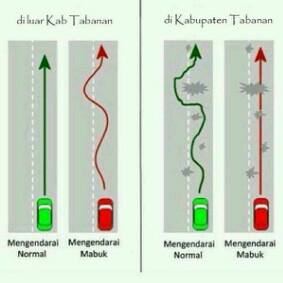 di luar Kab Tabanan
di Kabupaten Tabanan
Mengendarai
Normal
Mengendarai
Mabuk
Mengendarai
Normal
Mengendarai
Mabuk